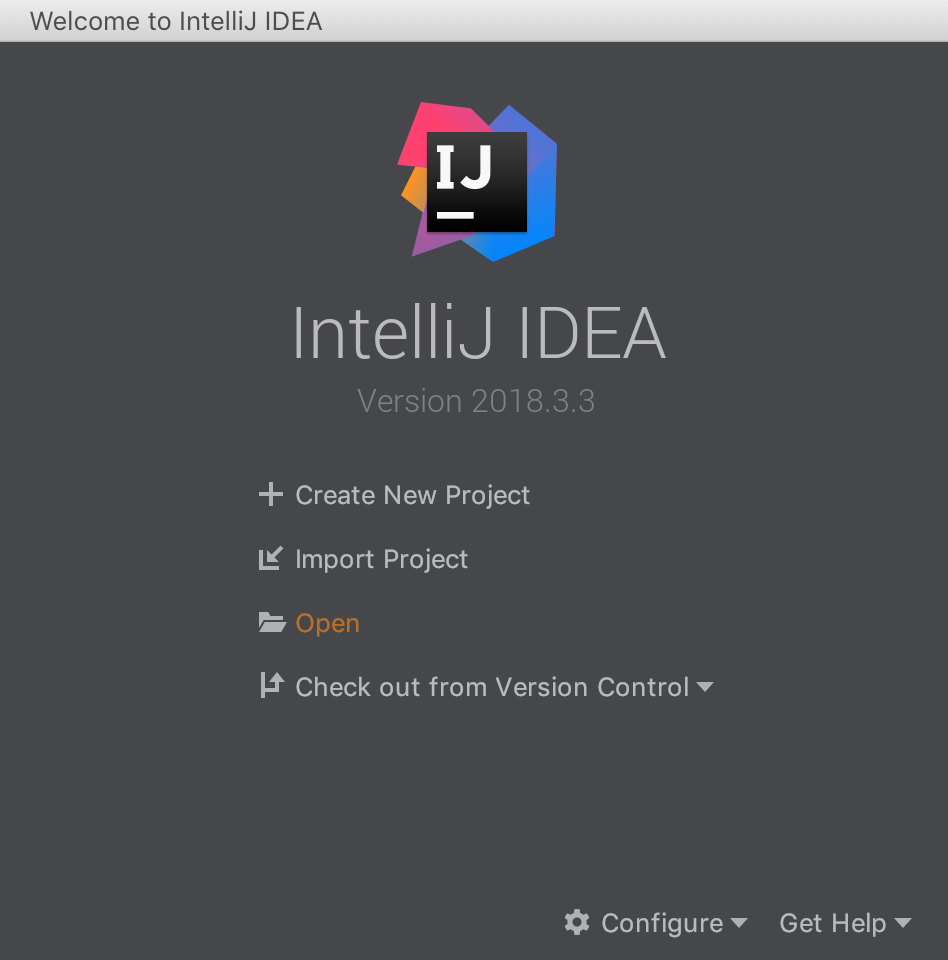 Welcome to IntelliJ IDEA
IJ
IntelliJ IDEA
Version 2018.3.3
Create New Project
Import Project
Open
Check out from Version Control
Configure
Get Help